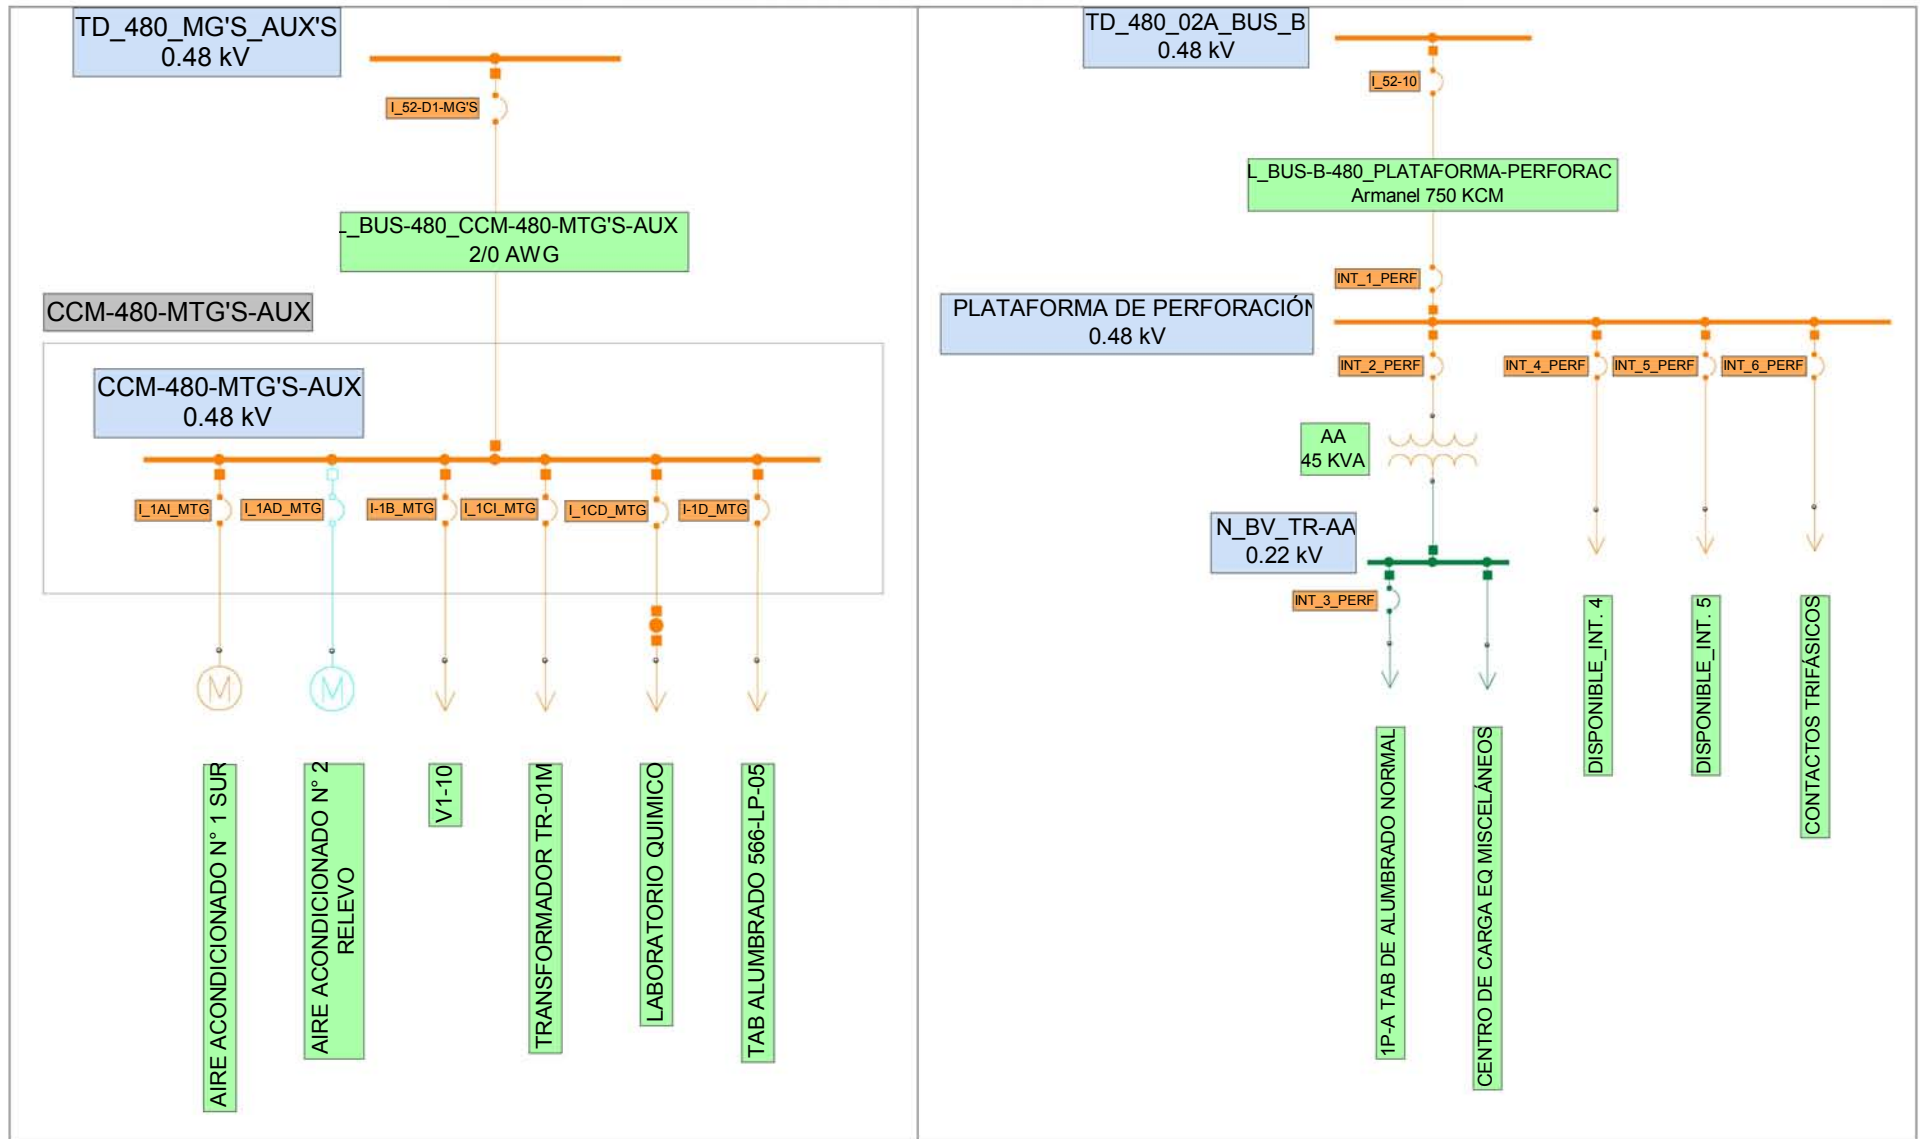 TD_480_MG'S_AUX'S
0.48 kV
I_52-D1-MG'S
L_BUS-480_CCM-480-MTG'S-AUX
2/0 AWG
CCM-480-MTG'S-AUX
CCM-480-MTG'S-AUX
0.48 kV
I_1AI_MTG
I_1AD_MTG
I-1B_MTG
I_1CI_MTG
I_1CD_MTG
I-1D_MTG
M
M
AIRE ACONDICIONADO N° 1 SUR
AIRE ACONDICIONADO N° 2
RELEVO
V1-10
TRANSFORMADOR TR-01M
LABORATORIO QUIMICO
TAB ALUMBRADO 566-LP-05
TD_480_02A_BUS_B
0.48 kV
I_52-10
L_BUS-B-480_PLATAFORMA-PERFORAC
Armanel 750 KCM
INT_1_PERF
PLATAFORMA DE PERFORACIÓN
0.48 kV
INT_2_PERF
INT_4_PERF
INT_5_PERF
INT_6_PERF
AA
45 KVA
N_BV_TR-AA
0.22 kV
INT_3_PERF
1P-A TAB DE ALUMBRADO NORMAL
CENTRO DE CARGA EQ MISCELÁNEOS
DISPONIBLE_INT. 4
DISPONIBLE_INT. 5
CONTACTOS TRIFÁSICOS